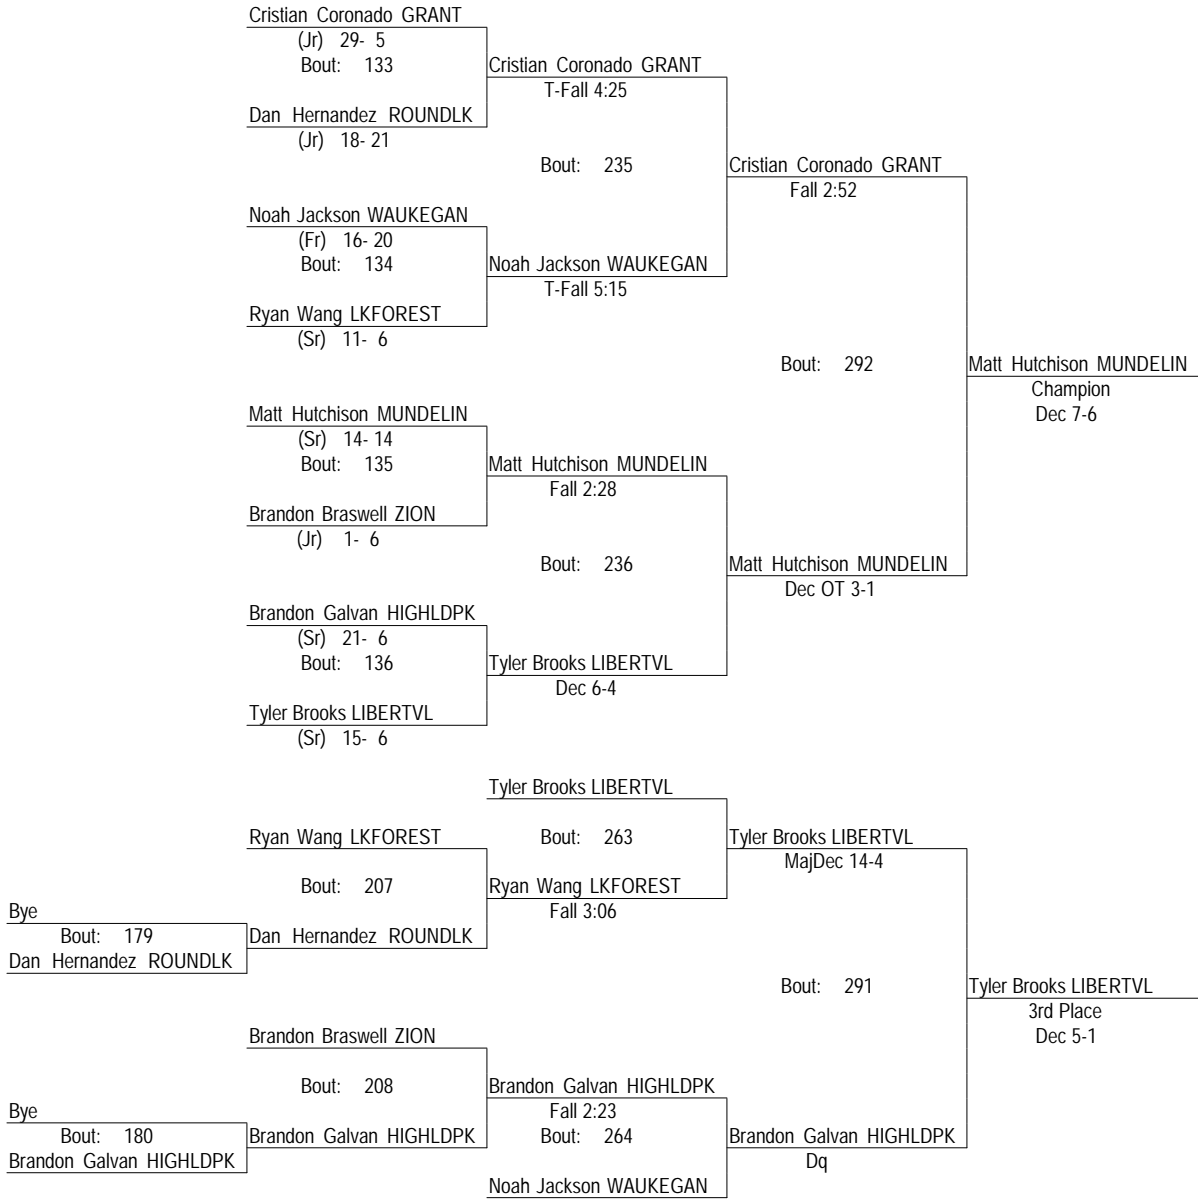 Cristian Coronado GRANT
(Jr) 29- 5
Bout: 133
Cristian Coronado GRANT
T-Fall 4:25
Dan Hernandez ROUNDLK
(Jr) 18- 21
Bout: 235
Cristian Coronado GRANT
Fall 2:52
Noah Jackson WAUKEGAN
(Fr) 16- 20
Bout: 134
Noah Jackson WAUKEGAN
T-Fall 5:15
Ryan Wang LKFOREST
(Sr) 11- 6
Bout: 292
Matt Hutchison MUNDELIN
Champion
Dec 7-6
Matt Hutchison MUNDELIN
(Sr) 14- 14
Bout: 135
Matt Hutchison MUNDELIN
Fall 2:28
Brandon Braswell ZION
(Jr) 1- 6
Bout: 236
Matt Hutchison MUNDELIN
Dec OT 3-1
Brandon Galvan HIGHLDPK
(Sr) 21- 6
Bout: 136
Tyler Brooks LIBERTVL
Dec 6-4
Tyler Brooks LIBERTVL
(Sr) 15- 6
Tyler Brooks LIBERTVL
Ryan Wang LKFOREST
Bout: 263
Tyler Brooks LIBERTVL
MajDec 14-4
Bout: 207
Ryan Wang LKFOREST
Fall 3:06
Bye
Bout: 179
Dan Hernandez ROUNDLK
Dan Hernandez ROUNDLK
Bout: 291
Tyler Brooks LIBERTVL
3rd Place
Dec 5-1
Brandon Braswell ZION
Bout: 208
Brandon Galvan HIGHLDPK
Fall 2:23
Bye
Bout: 180
Brandon Galvan HIGHLDPK
Brandon Galvan HIGHLDPK
Bout: 264
Brandon Galvan HIGHLDPK
Dq
Noah Jackson WAUKEGAN